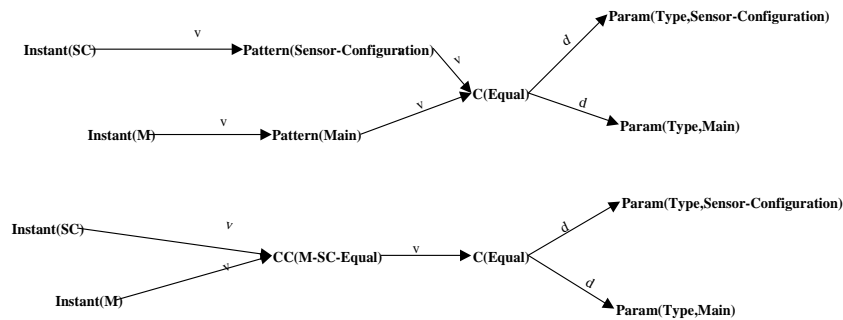 Param(Type,Sensor-Configuration)
d
v
Instant(SC)
Pattern(Sensor-Configuration)
v
C(Equal)
v
d
Instant(M)
v
Pattern(Main)
Param(Type,Main)
Param(Type,Sensor-Configuration)
Instant(SC)
v
d
CC(M-SC-Equal)
v
C(Equal)
v
d
Instant(M)
Param(Type,Main)